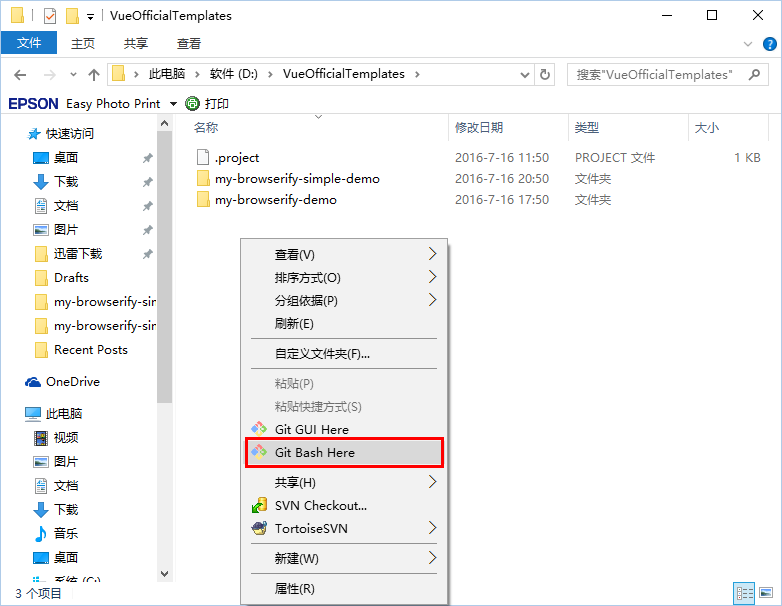 VueOfficialTemplates
文件 主页 共享 查看
此电脑 软件 (D:) VueOfficialTemplates 搜索"VueOfficialTemplates"
EPSON Easy Photo Print 打印
名称 修改日期 类型 大小
.project 2016-7-16 11:50 PROJECT 文件 1 KB
my-browserify-simple-demo 2016-7-16 20:50 文件夹
my-browserify-demo 2016-7-16 17:50 文件夹
快速访问
桌面
下载
文档
图片
迅雷下载
Drafts
my-browserify-sir
my-browserify-sir
Recent Posts
OneDrive
此电脑
视频
图片
文档
下载
音乐
桌面
系统 (C:)
查看(V)
排序方式(O)
分组依据(P)
刷新(E)
自定义文件夹(F)...
粘贴(P)
粘贴快捷方式(S)
Git GUI Here
Git Bash Here
共享(H)
SVN Checkout...
TortoiseSVN
新建(W)
属性(R)
3 个项目